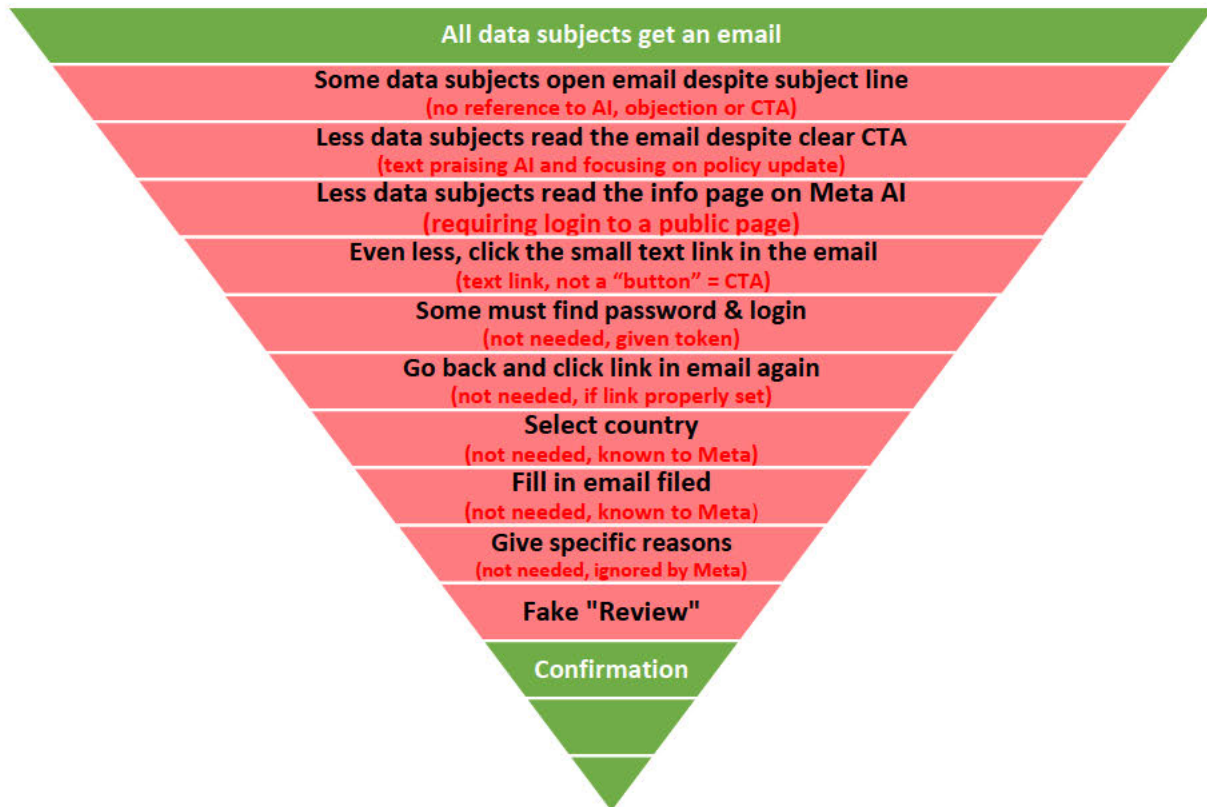 All data subjects get an email
Some data subjects open email despite subject line
(no reference to AI, objection or CTA)
Less data subjects read the email despite clear CTA
(text praising AI and focusing on policy update)
Less data subjects read the info page on Meta AI
(requiring login to a public page)
Even less, click the small text link in the email
(text link, not a “button” = CTA)
Some must find password & login
(not needed, given token)
Go back and click link in email again
(not needed, if link properly set)
Select country
(not needed, known to Meta)
Fill in email filed
(not needed, known to Meta)
Give specific reasons
(not needed, ignored by Meta)
Fake "Review"
Confirmation